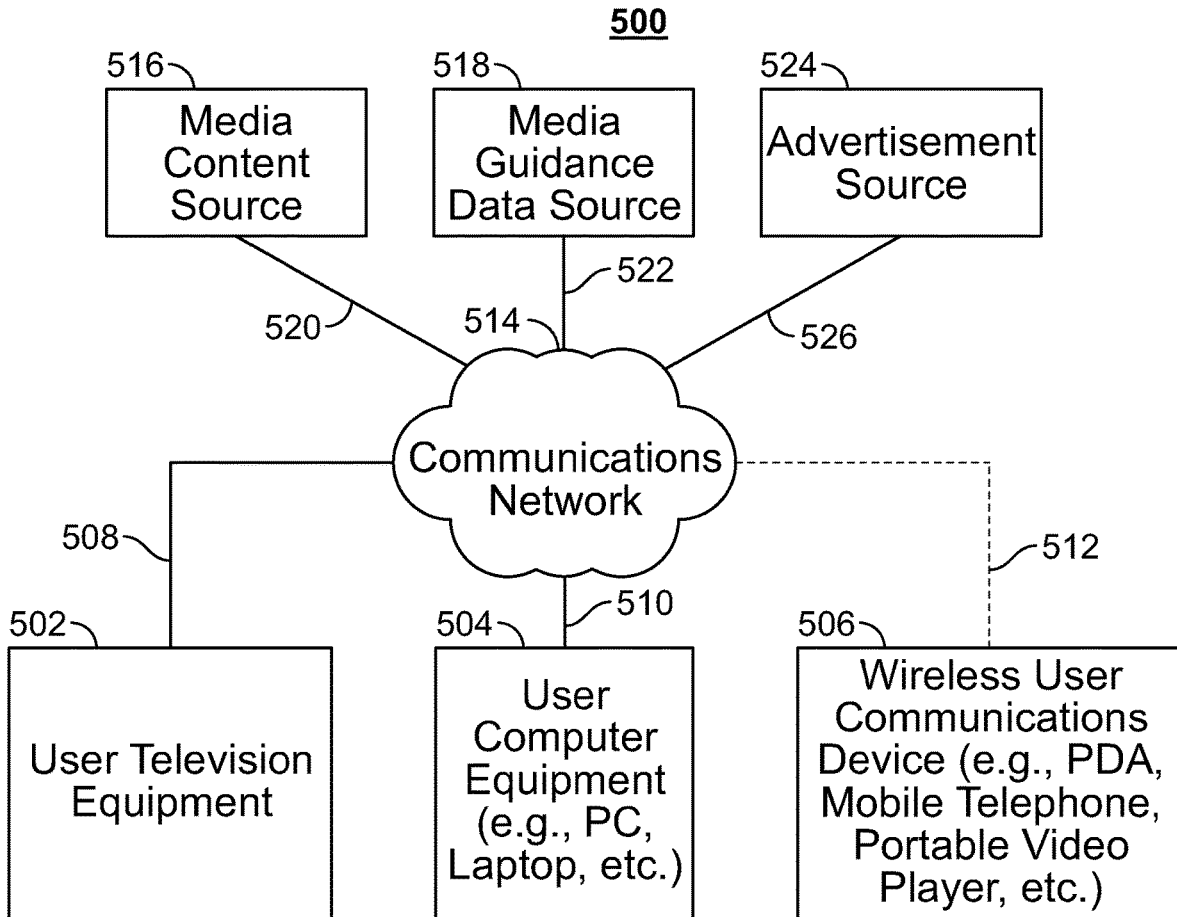 500
516
518
524
Media
Content
Source
Media
Guidance
Data Source
Advertisement
Source
520
522
526
514
Communications
Network
508
510
512
502
504
506
User Television
Equipment
User
Computer
Equipment
(e.g., PC,
Laptop, etc.)
Wireless User
Communications
Device (e.g., PDA,
Mobile Telephone,
Portable Video
Player, etc.)